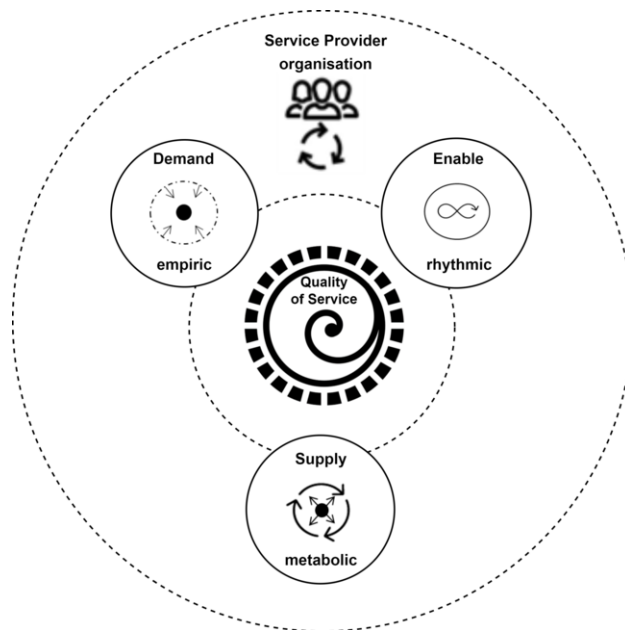 Service Provider
organisation
Demand
empiric
Enable
rhythmic
Quality
of Service
Supply
metabolic